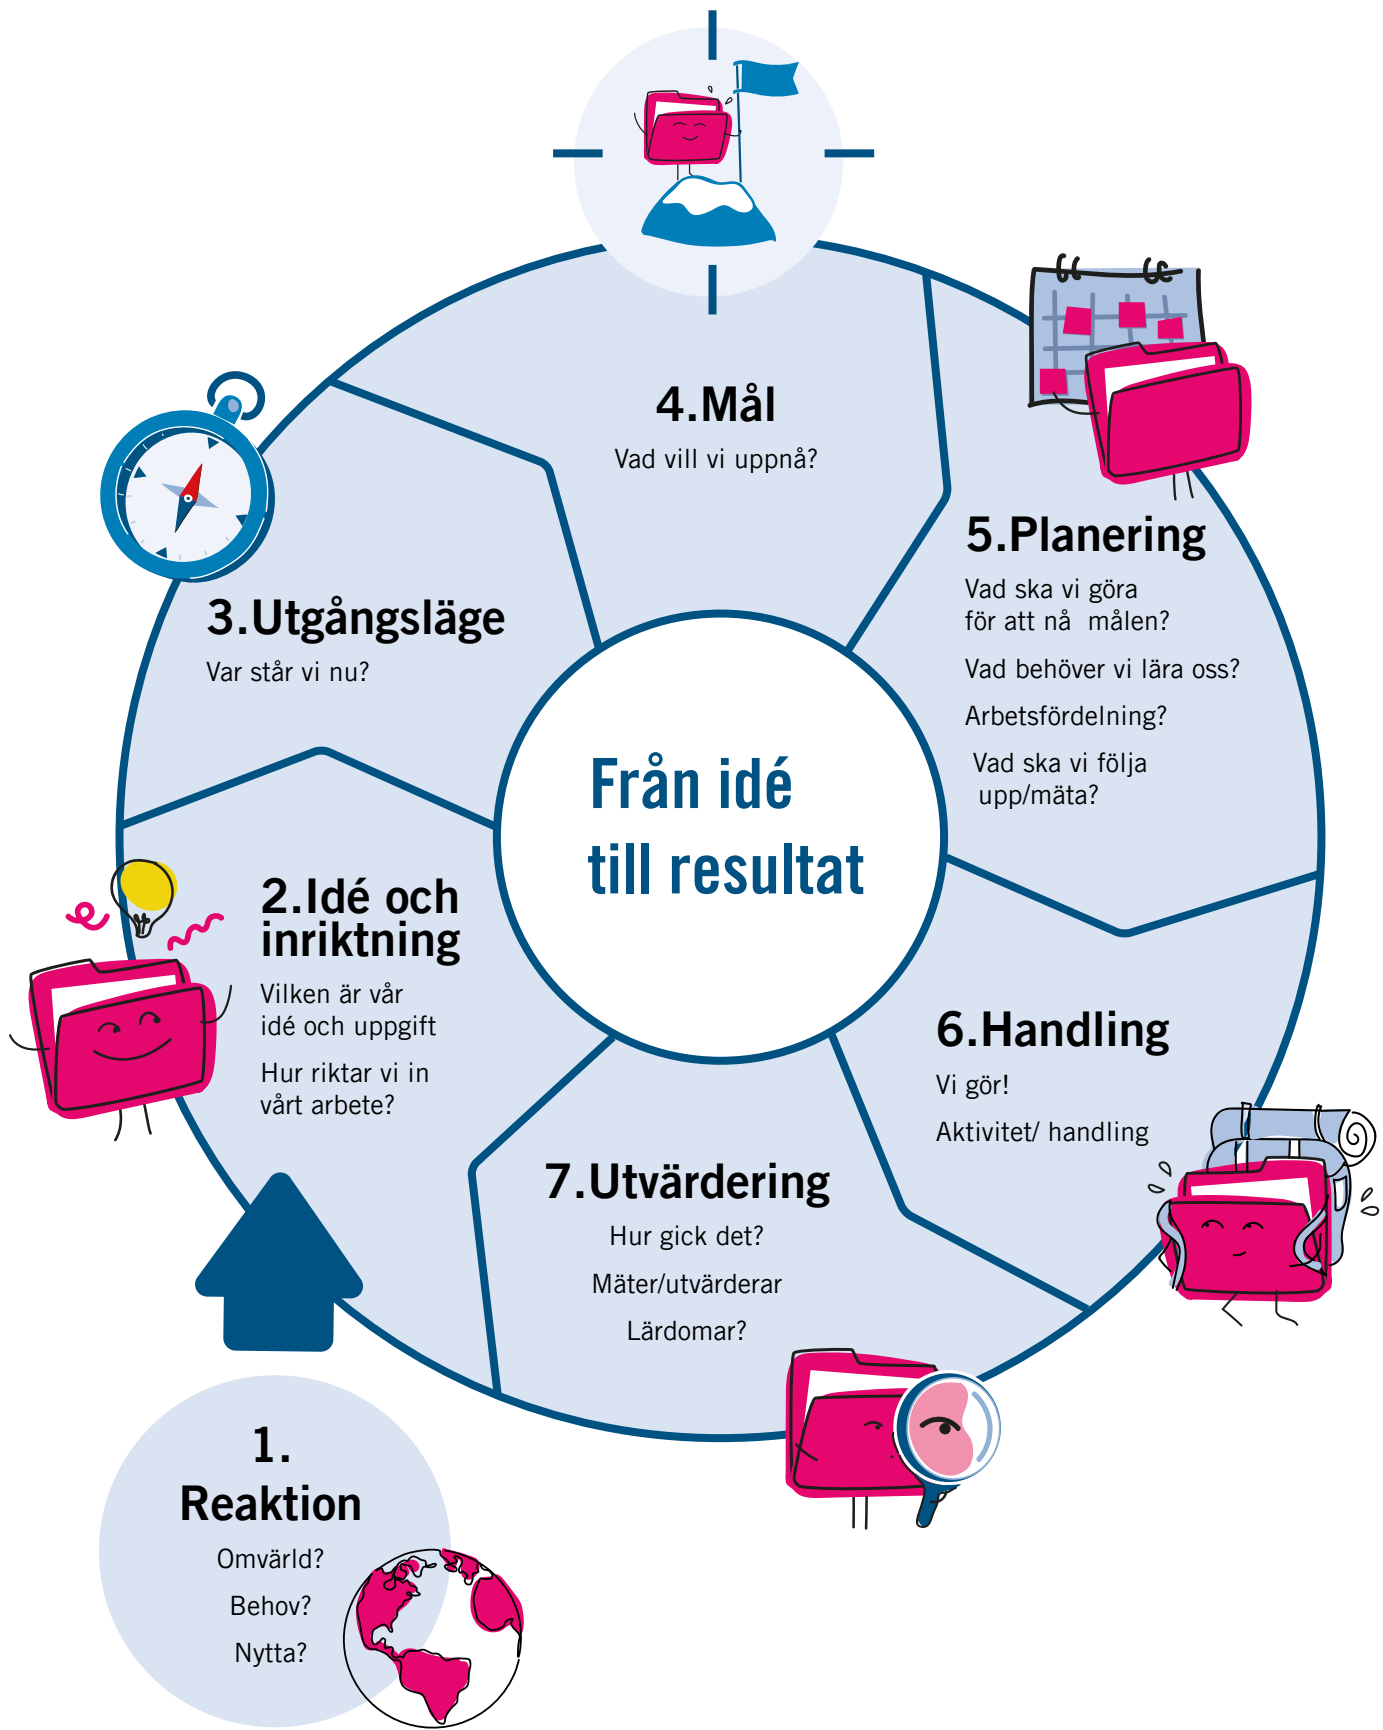 Från idé
till resultat
1.
Reaktion
Omvärld?
Behov?
Nytta?
2.Idé och
inriktning
Vilken är vår
idé och uppgift
Hur riktar vi in
vårt arbete?
3.Utgångsläge
Var står vi nu?
4.Mål
Vad vill vi uppnå?
5.Planering
Vad ska vi göra
för att nå målen?
Vad behöver vi lära oss?
Arbetsfördelning?
Vad ska vi följa
upp/mäta?
6.Handling
Vi gör!
Aktivitet/ handling
7.Utvärdering
Hur gick det?
Mäter/utvärderar
Lärdomar?